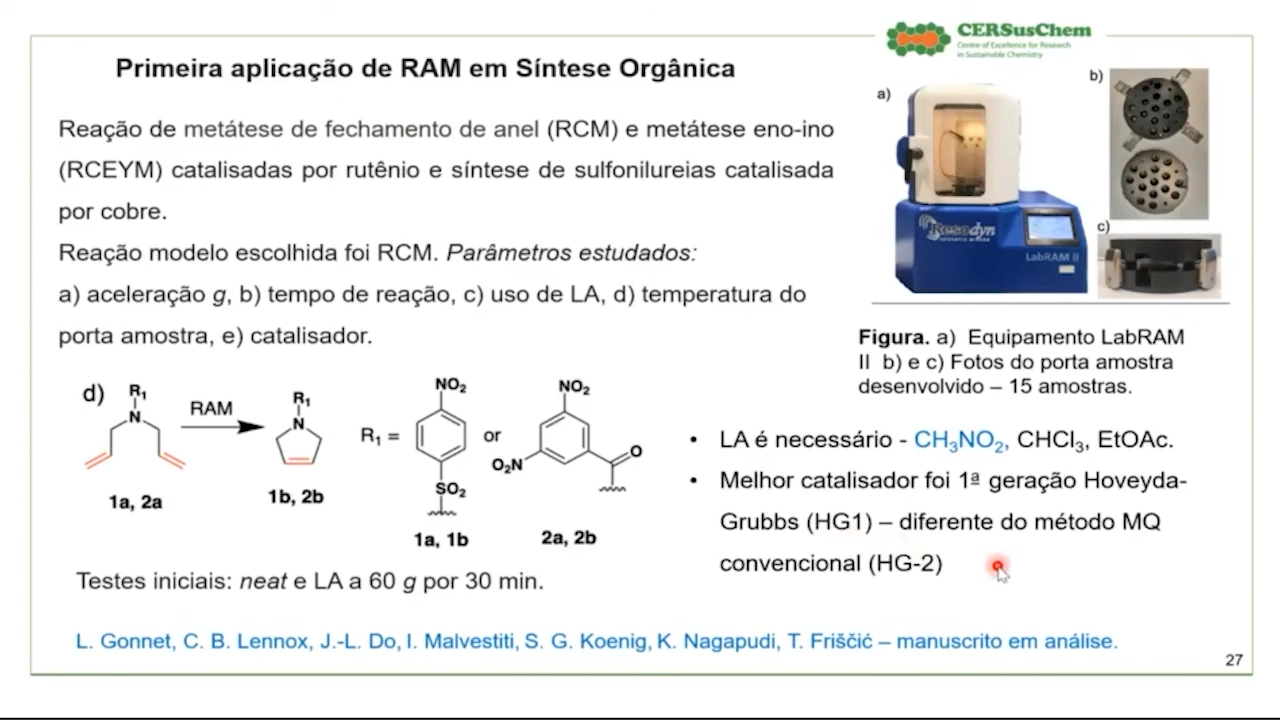 CERSusChem
Centre of Excellence for Research
in Sustainable Chemistry
Primeira aplicação de RAM em Síntese Orgânica
Reação de metátese de fechamento de anel (RCM) e metátese eno-ino
(RCEYM) catalisadas por rutênio e síntese de sulfonilureias catalisada
por cobre.
Reação modelo escolhida foi RCM. Parâmetros estudados:
a) aceleração g, b) tempo de reação, c) uso de LA, d) temperatura do
porta amostra, e) catalisador.
a)
b)
c)
Resodyn
LabRAM II
Figura. a) Equipamento LabRAM
II b) e c) Fotos do porta amostra
desenvolvido – 15 amostras.
d)
R₁
N
1a, 2a
RAM
R₁
N
1b, 2b
R₁ =
NO₂
SO₂
1a, 1b
or
NO₂
O₂N
O
2a, 2b
• LA é necessário - CH₃NO₂, CHCl₃, EtOAc.
• Melhor catalisador foi 1ª geração Hoveyda-
Grubbs (HG1) – diferente do método MQ
convencional (HG-2)
Testes iniciais: neat e LA a 60 g por 30 min.
L. Gonnet, C. B. Lennox, J.-L. Do, I. Malvestiti, S. G. Koenig, K. Nagapudi, T. Friščić – manuscrito em análise.
27